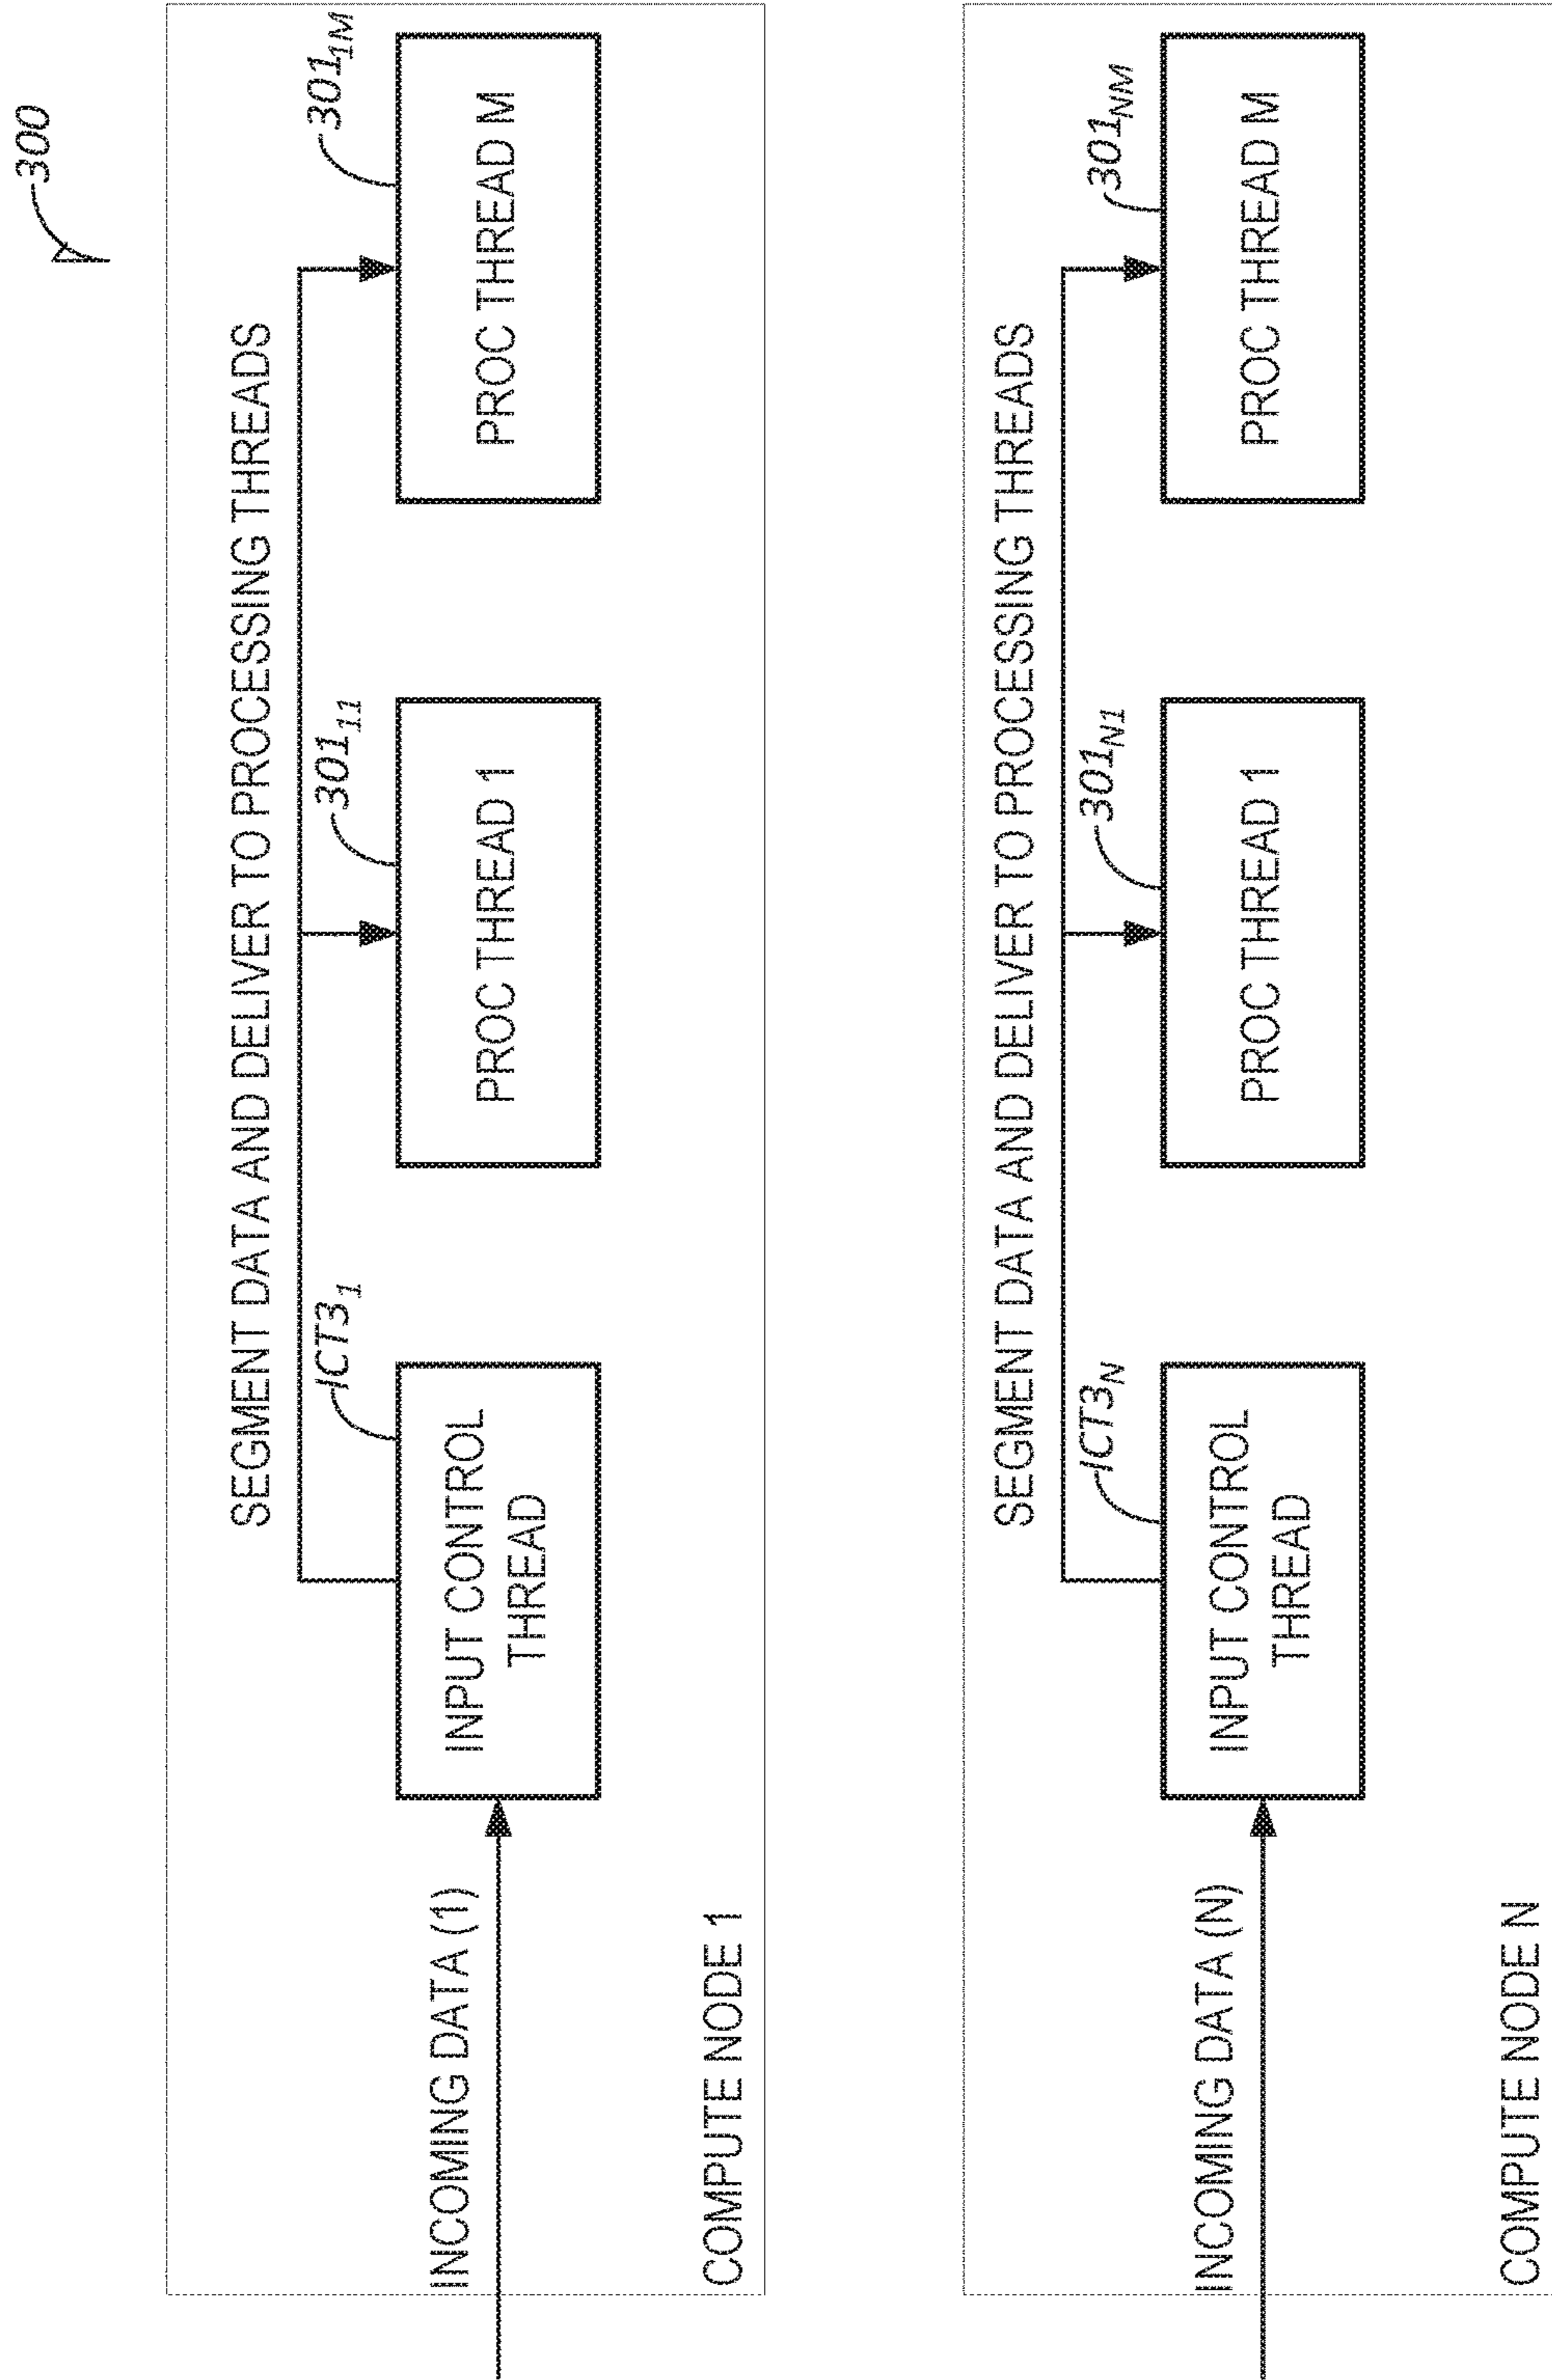 300
SEGMENT DATA AND DELIVER TO PROCESSING THREADS
ICT3₁
301₁₁
301₁M
INCOMING DATA (1)
INPUT CONTROL
THREAD
PROC THREAD 1
PROC THREAD M
COMPUTE NODE 1
SEGMENT DATA AND DELIVER TO PROCESSING THREADS
ICT3N
301N1
301NM
INCOMING DATA (N)
INPUT CONTROL
THREAD
PROC THREAD 1
PROC THREAD M
COMPUTE NODE N